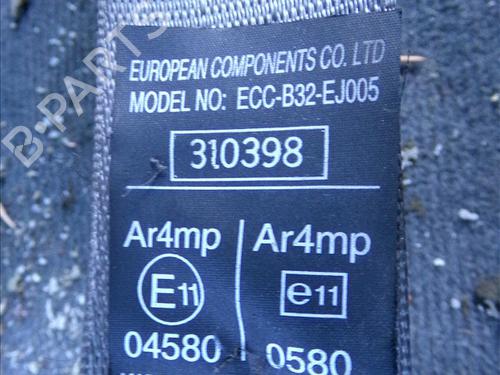 EUROPEAN COMPONENTS CO. LTD
MODEL NO: ECC-B32-EJ005
310398
Ar4mp Ar4mp
E11 e11
04580 0580
B-PARTS